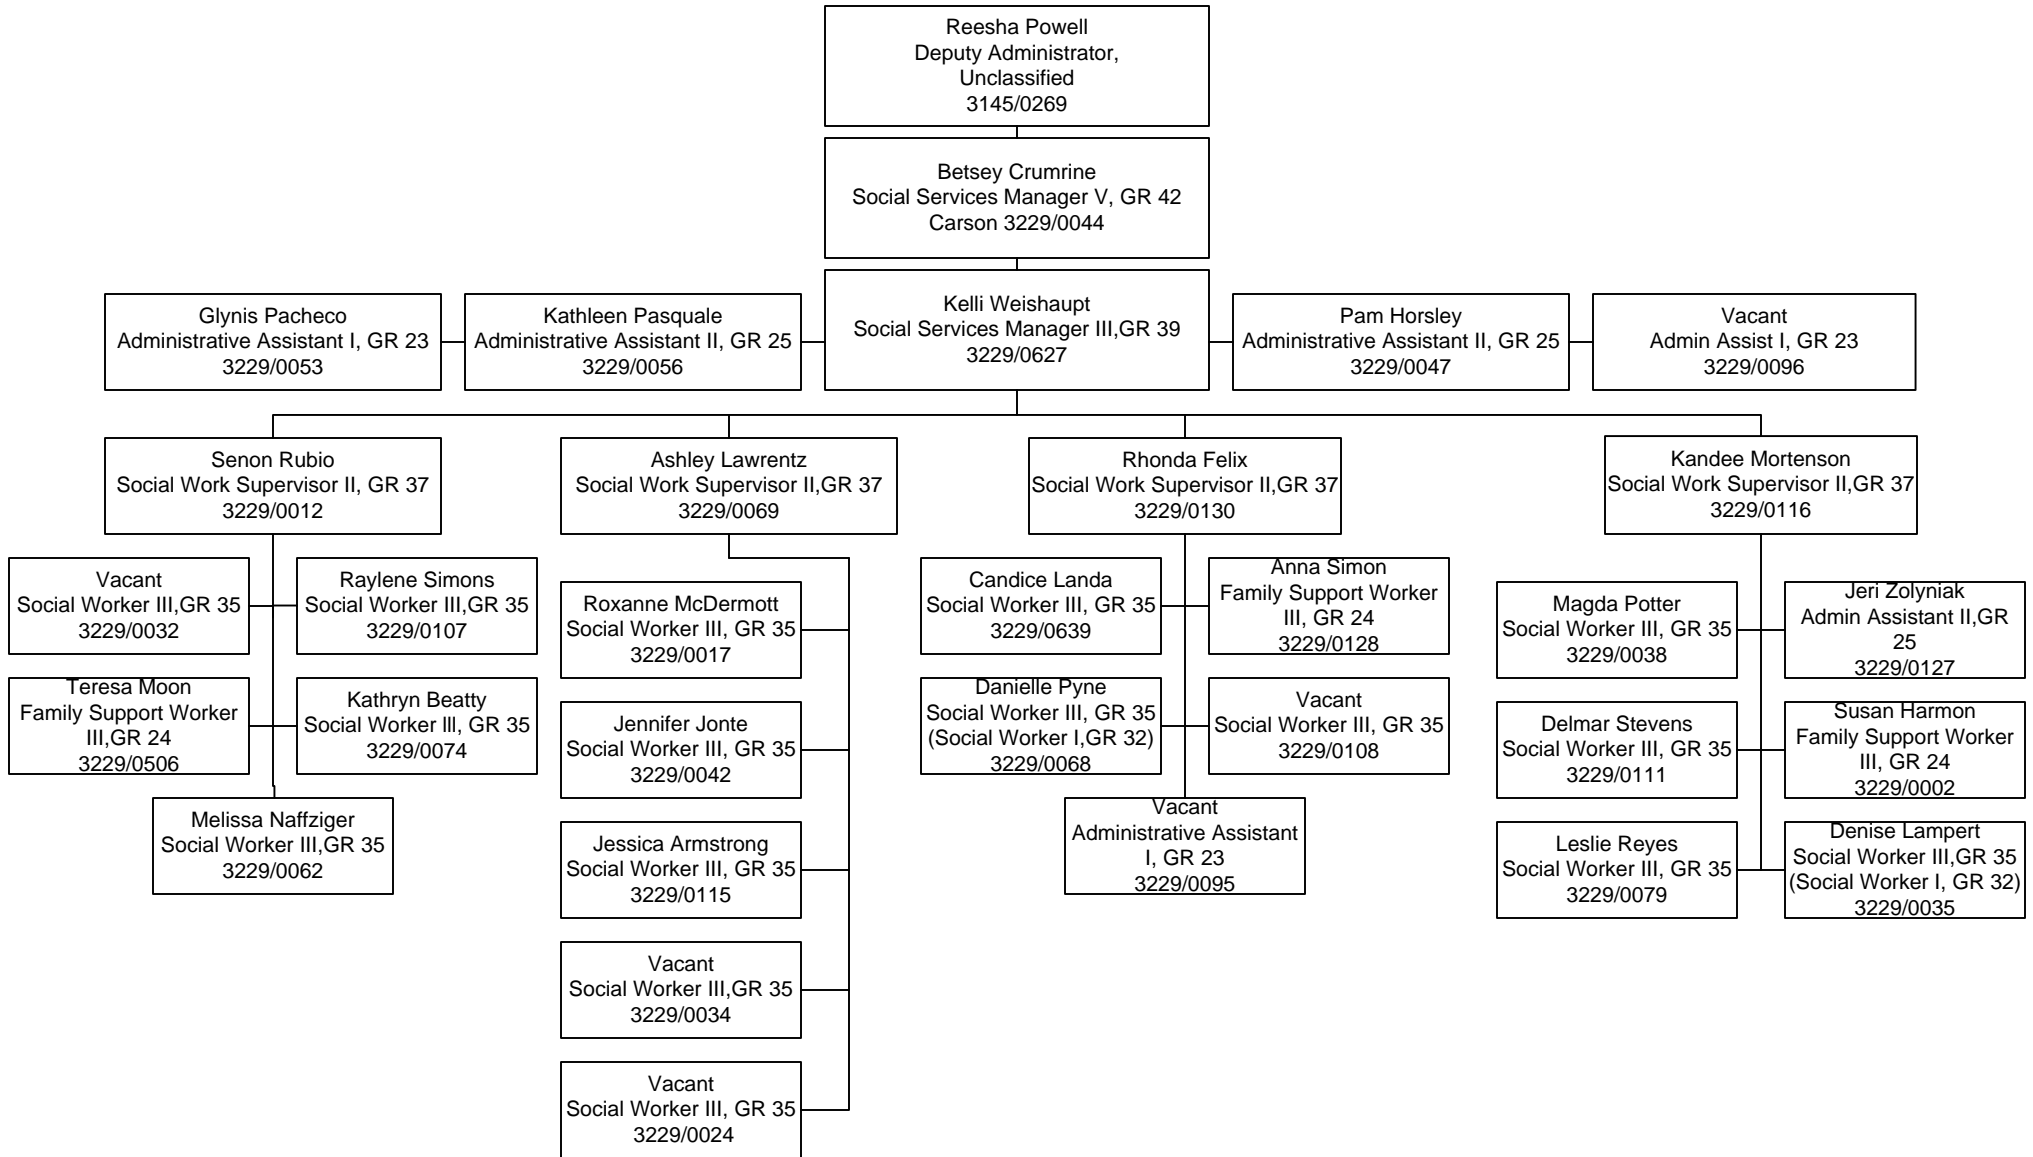 Reesha Powell
Deputy Administrator,
Unclassified
3145/0269
Betsey Crumrine
Social Services Manager V, GR 42
Carson 3229/0044
Glynis Pacheco
Administrative Assistant I, GR 23
3229/0053
Kathleen Pasquale
Administrative Assistant II, GR 25
3229/0056
Kelli Weishaupt
Social Services Manager III,GR 39
3229/0627
Pam Horsley
Administrative Assistant II, GR 25
3229/0047
Vacant
Admin Assist I, GR 23
3229/0096
Senon Rubio
Social Work Supervisor II, GR 37
3229/0012
Ashley Lawrentz
Social Work Supervisor II,GR 37
3229/0069
Rhonda Felix
Social Work Supervisor II,GR 37
3229/0130
Kandee Mortenson
Social Work Supervisor II,GR 37
3229/0116
Vacant
Social Worker III,GR 35
3229/0032
Raylene Simons
Social Worker III,GR 35
3229/0107
Teresa Moon
Family Support Worker
III,GR 24
3229/0506
Kathryn Beatty
Social Worker III, GR 35
3229/0074
Melissa Naffziger
Social Worker III,GR 35
3229/0062
Roxanne McDermott
Social Worker III, GR 35
3229/0017
Jennifer Jonte
Social Worker III, GR 35
3229/0042
Jessica Armstrong
Social Worker III, GR 35
3229/0115
Vacant
Social Worker III,GR 35
3229/0034
Vacant
Social Worker III, GR 35
3229/0024
Candice Landa
Social Worker III, GR 35
3229/0639
Anna Simon
Family Support Worker
III, GR 24
3229/0128
Danielle Pyne
Social Worker III, GR 35
(Social Worker I,GR 32)
3229/0068
Vacant
Social Worker III, GR 35
3229/0108
Vacant
Administrative Assistant
I, GR 23
3229/0095
Magda Potter
Social Worker III, GR 35
3229/0038
Jeri Zolyniak
Admin Assistant II,GR
25
3229/0127
Delmar Stevens
Social Worker III, GR 35
3229/0111
Susan Harmon
Family Support Worker
III, GR 24
3229/0002
Leslie Reyes
Social Worker III, GR 35
3229/0079
Denise Lampert
Social Worker III,GR 35
(Social Worker I, GR 32)
3229/0035